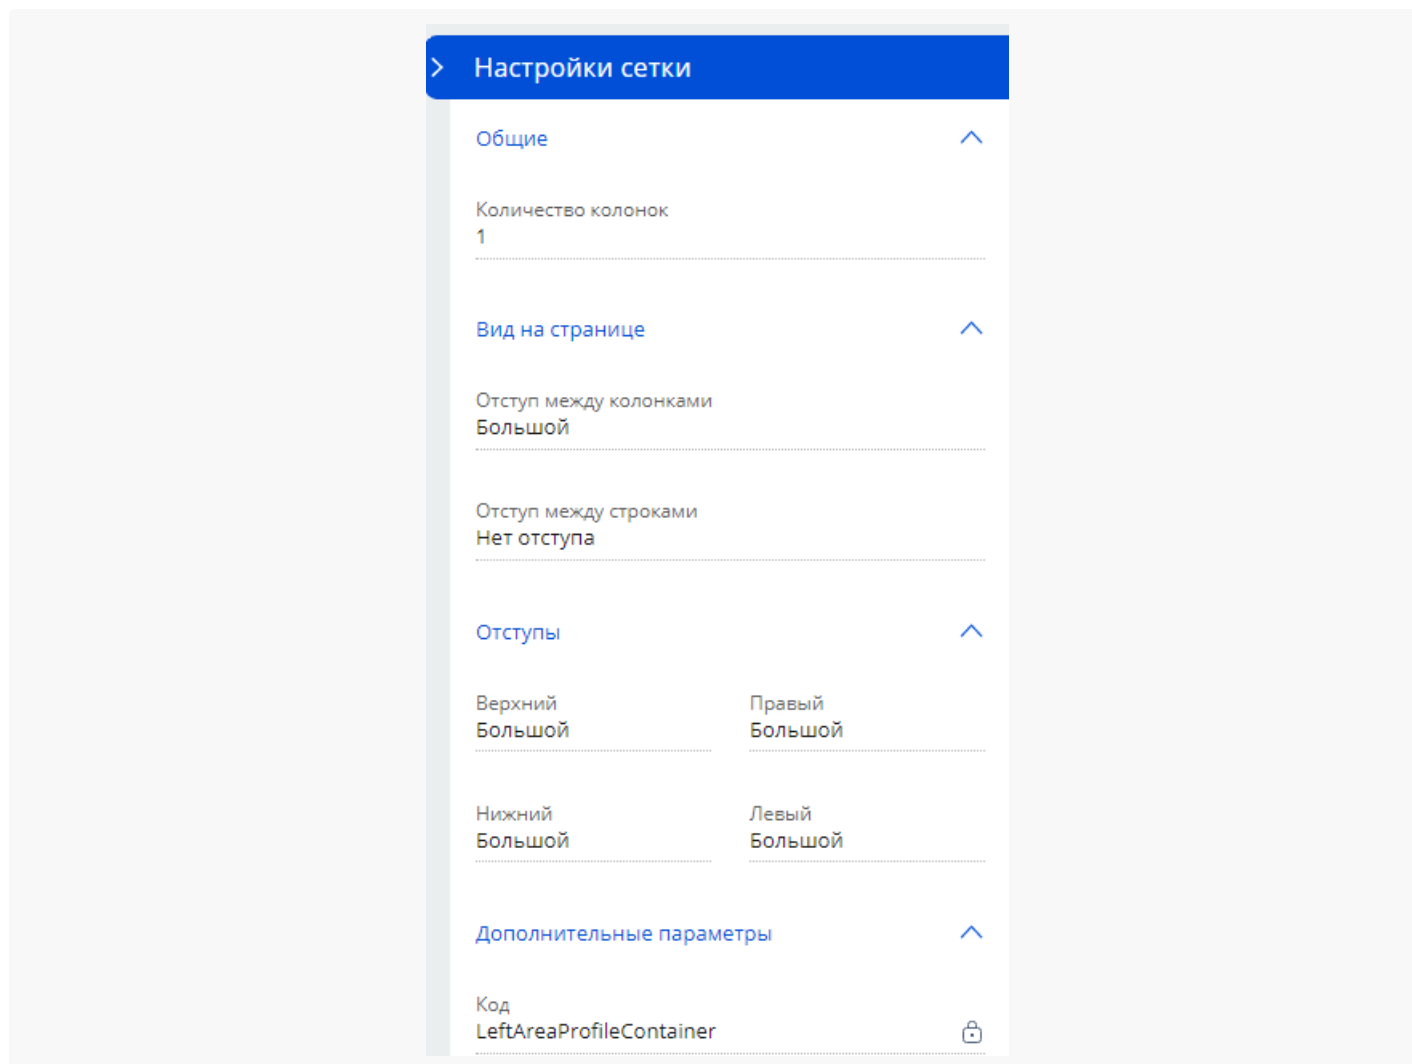 Настройки сетки
Общие
Количество колонок
1
Вид на странице
Отступ между колонками
Большой
Отступ между строками
Нет отступа
Отступы
Верхний
Правый
Большой
Большой
Нижний
Левый
Большой
Большой
Дополнительные параметры
Код
LeftAreaProfileContainer